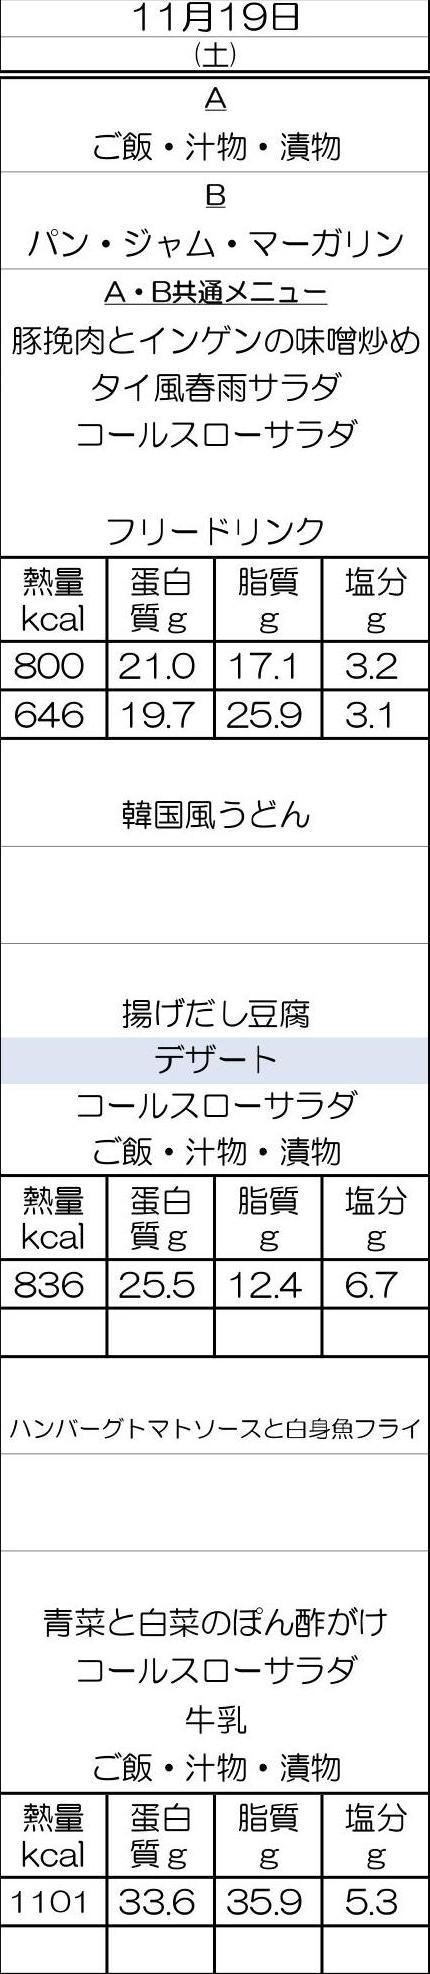 11月19日
(土)
A
ご飯・汁物・漬物
B
パン・ジャム・マーガリン
A・B共通メニュー
豚挽肉とインゲンの味噌炒め
タイ風春雨サラダ
コールスローサラダ
フリードリンク
熱量 kcal 蛋白質g 脂質g 塩分g
800 21.0 17.1 3.2
646 19.7 25.9 3.1
韓国風うどん
揚げだし豆腐
デザート
コールスローサラダ
ご飯・汁物・漬物
熱量 kcal 蛋白質g 脂質g 塩分g
836 25.5 12.4 6.7
ハンバーグトマトソースと白身魚フライ
青菜と白菜のぽん酢がけ
コールスローサラダ
牛乳
ご飯・汁物・漬物
熱量 kcal 蛋白質g 脂質g 塩分g
1101 33.6 35.9 5.3